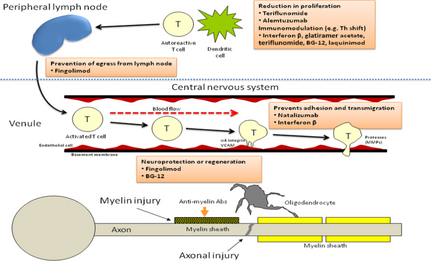 Peripheral lymph node
Reduction in proliferation
• Teriflunomide
• Alemtuzumab
Immunomodulation (e.g. Th shift)
• Interferon β, glatiramer acetate,
teriflunomide, BG-12, laquinimod
T
Autoreactive
T cell
Dendritic
cell
Prevention of egress from lymph node
• Fingolimod
Central nervous system
Prevents adhesion and transmigration
• Natalizumab
• Interferon β
Blood flow
Venule
T
T
T
T
Activated T cell
α4 integrin
VCAM
Proteases
(MMPs)
Endothelial cell
Basement membrane
Neuroprotection or regeneration
• Fingolimod
• BG-12
Myelin injury
Anti-myelin Abs
Oligodendrocyte
Axon
Myelin sheath
Myelin sheath
Axonal injury